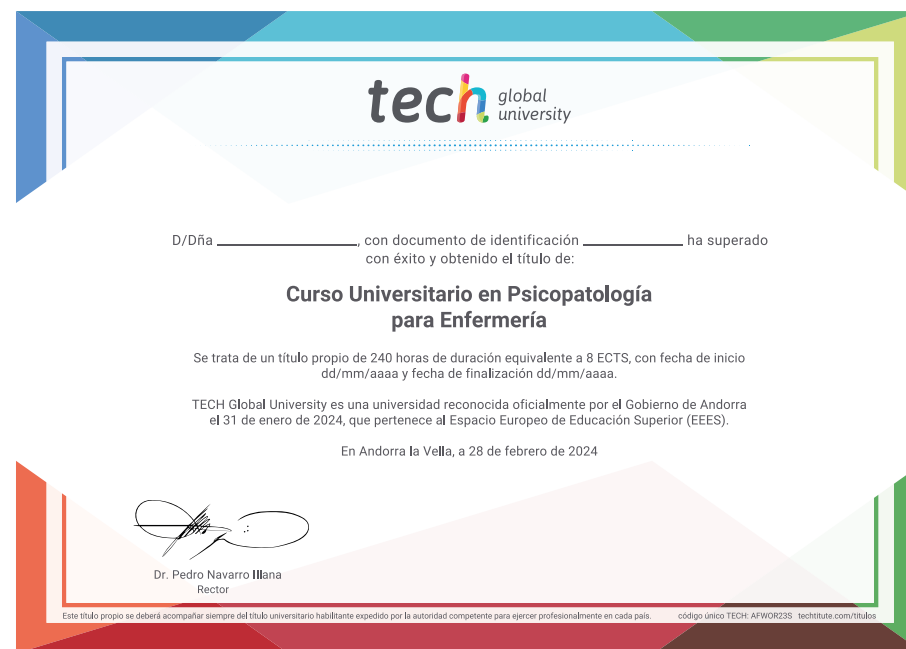 tech global university
D/Dña ____________________, con documento de identificación ______________ ha superado
con éxito y obtenido el título de:
Curso Universitario en Psicopatología
para Enfermería
Se trata de un título propio de 240 horas de duración equivalente a 8 ECTS, con fecha de inicio
dd/mm/aaaa y fecha de finalización dd/mm/aaaa.
TECH Global University es una universidad reconocida oficialmente por el Gobierno de Andorra
el 31 de enero de 2024, que pertenece al Espacio Europeo de Educación Superior (EEES).
En Andorra la Vella, a 28 de febrero de 2024
Dr. Pedro Navarro Illana
Rector
Este título propio se deberá acompañar siempre del título universitario habilitante expedido por la autoridad competente para ejercer profesionalmente en cada país. código único TECH: AFWOR23S techtitute.com/titulos